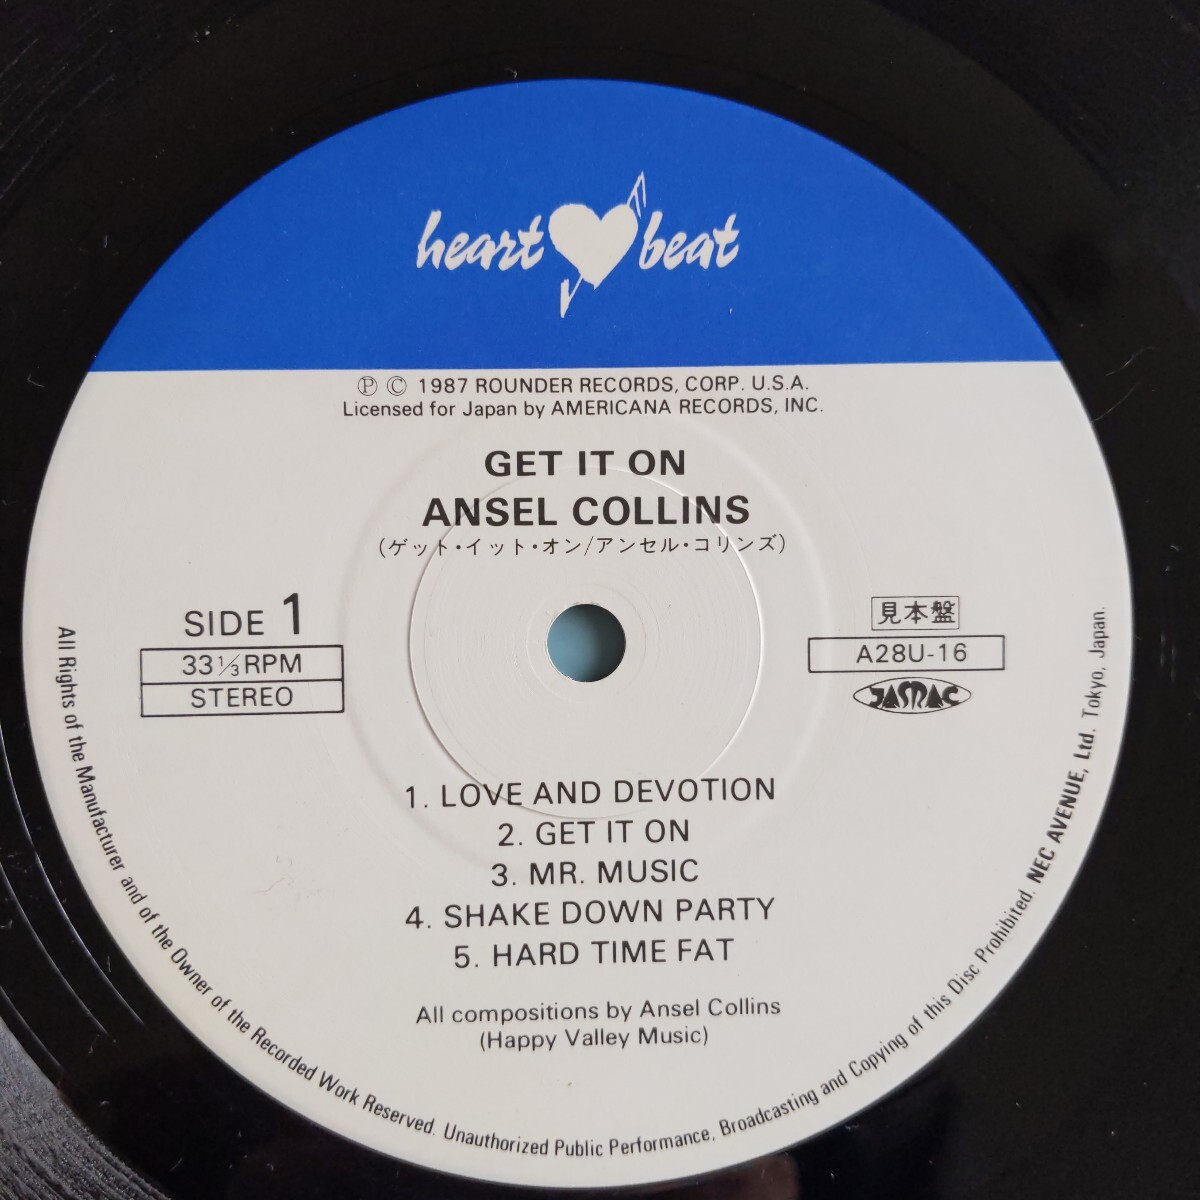 heart beat
Ⓟ © 1987 ROUNDER RECORDS, CORP. U.S.A.
Licensed for Japan by AMERICANA RECORDS, INC.
GET IT ON
ANSEL COLLINS
(ゲット・イット・オン/アンセル・コリンズ)
SIDE 1
33⅓RPM
STEREO
見本盤
A28U-16
JASRAC
1. LOVE AND DEVOTION
2. GET IT ON
3. MR. MUSIC
4. SHAKE DOWN PARTY
5. HARD TIME FAT
All compositions by Ansel Collins
(Happy Valley Music)
All Rights of the Manufacturer and of the Owner of the Recorded Work Reserved. Unauthorized Public Performance, Broadcasting and Copying of this Disc Prohibited. NEC AVENUE, Ltd. Tokyo, Japan.